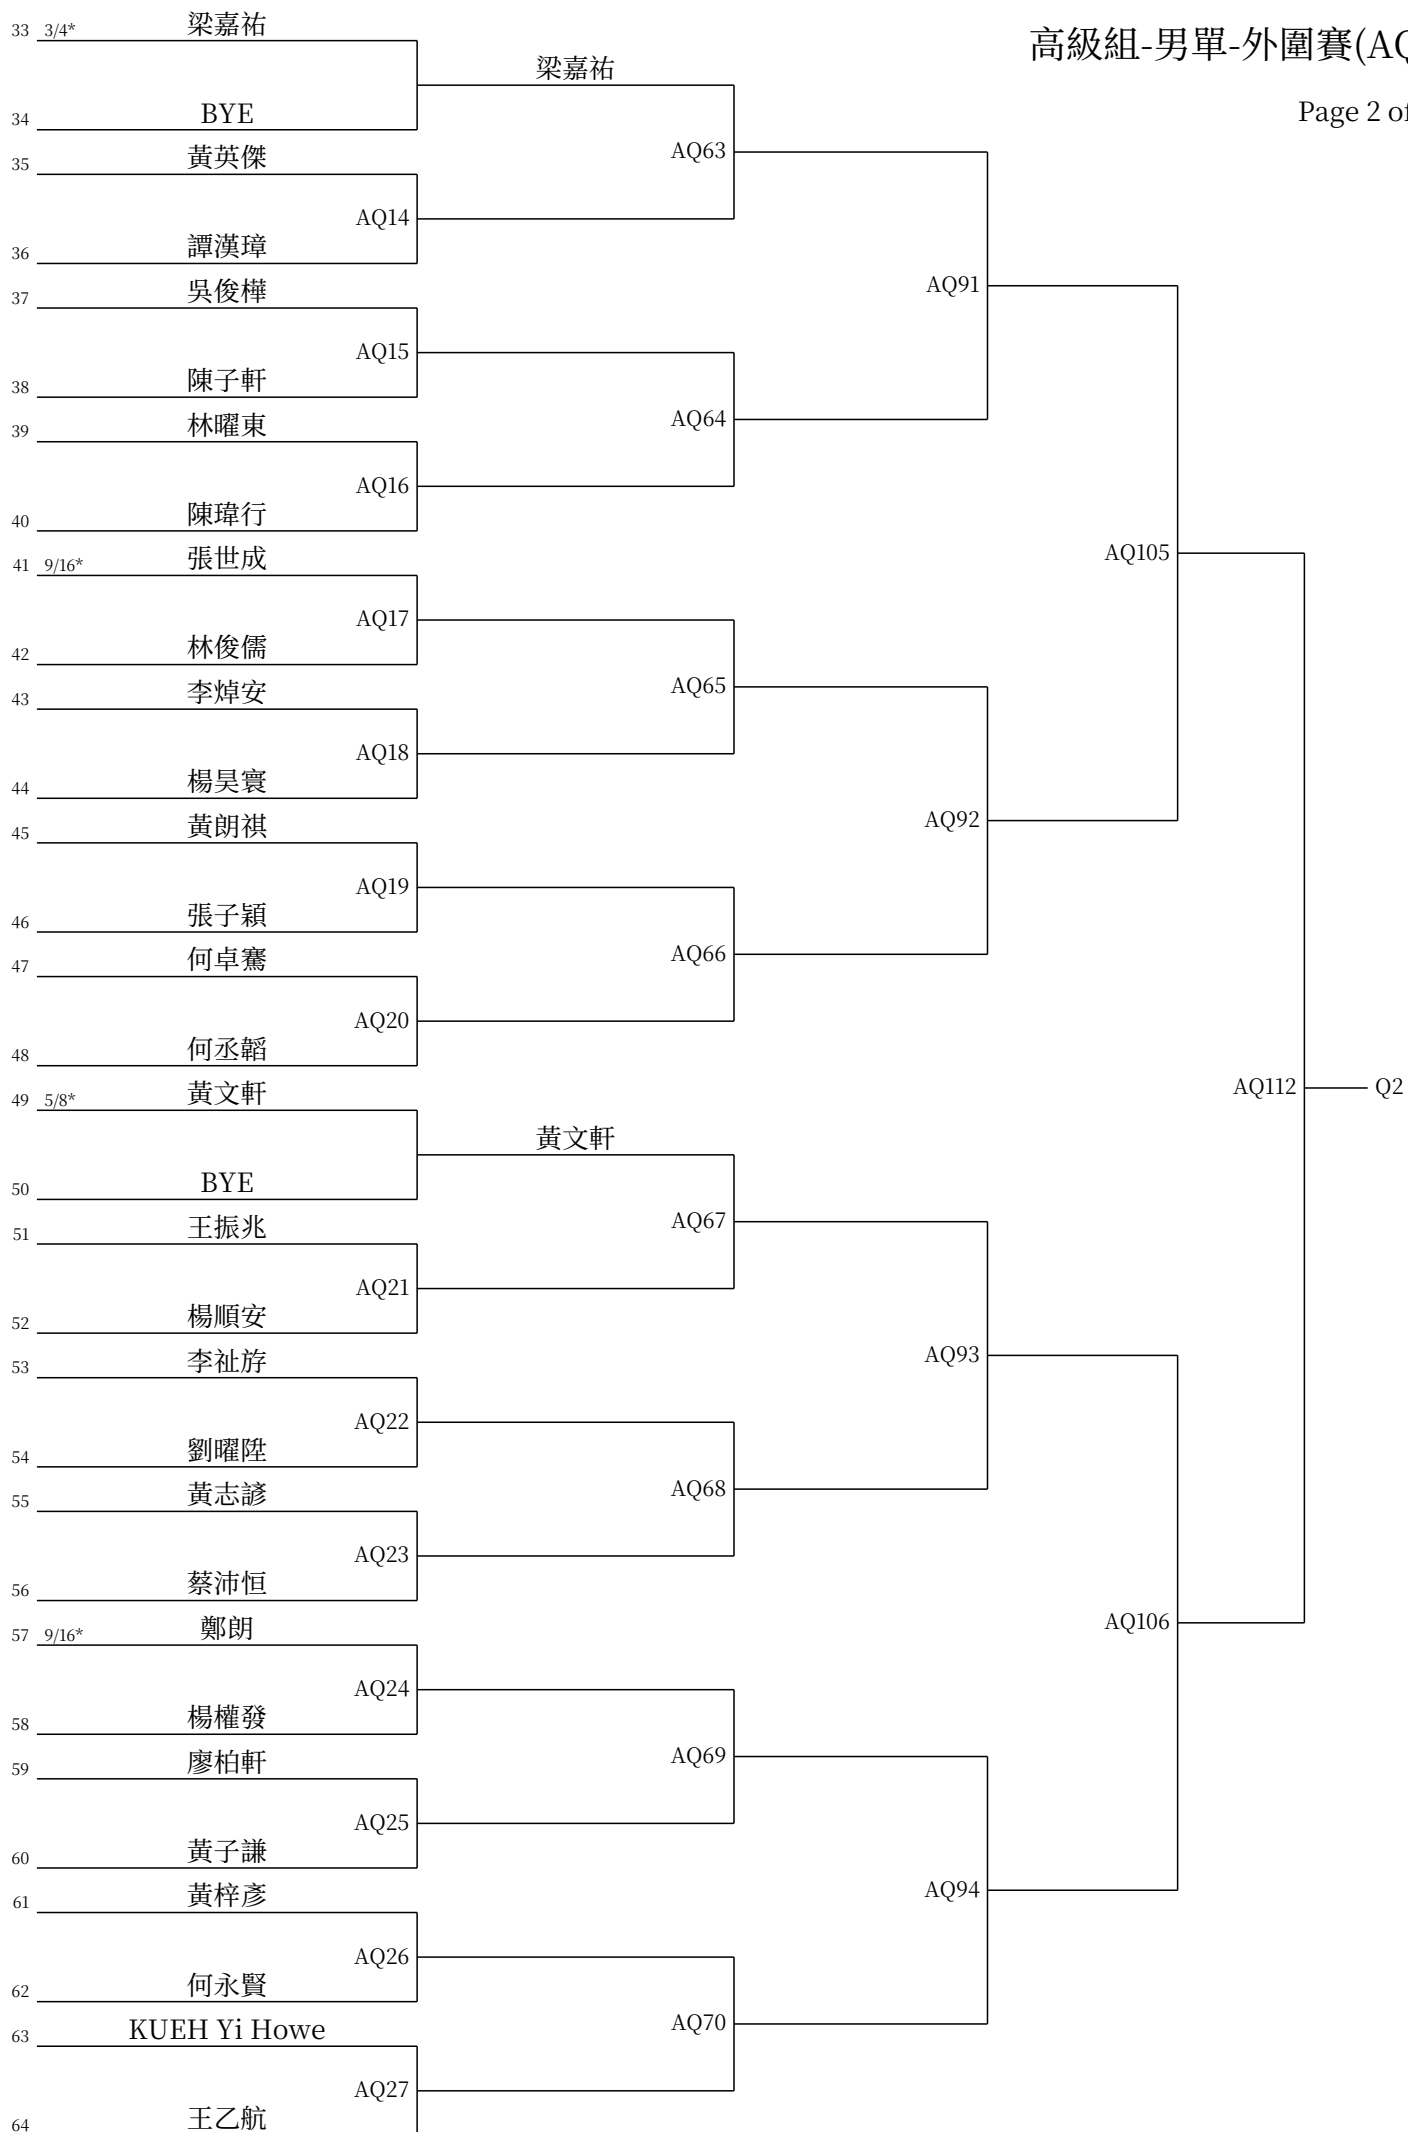 高級組-男單-外圍賽(AQ
Page 2 of
33 3/4* 梁嘉祐
梁嘉祐
34 BYE
AQ63
35 黃英傑
AQ14
36 譚漢璋
AQ91
37 吳俊樺
AQ15
38 陳子軒
AQ64
39 林曜東
AQ16
40 陳瑋行
AQ105
41 9/16* 張世成
AQ17
42 林俊儒
AQ65
43 李焯安
AQ18
44 楊昊寰
AQ92
45 黃朗祺
AQ19
46 張子穎
AQ66
47 何卓騫
AQ20
48 何丞韜
AQ112 Q2
49 5/8* 黃文軒
黃文軒
50 BYE
AQ67
51 王振兆
AQ21
52 楊順安
AQ93
53 李祉斿
AQ22
54 劉曜陞
AQ68
55 黃志諺
AQ23
56 蔡沛恒
AQ106
57 9/16* 鄭朗
AQ24
58 楊權發
AQ69
59 廖柏軒
AQ25
60 黃子謙
AQ94
61 黃梓彥
AQ26
62 何永賢
AQ70
63 KUEH Yi Howe
AQ27
64 王乙航